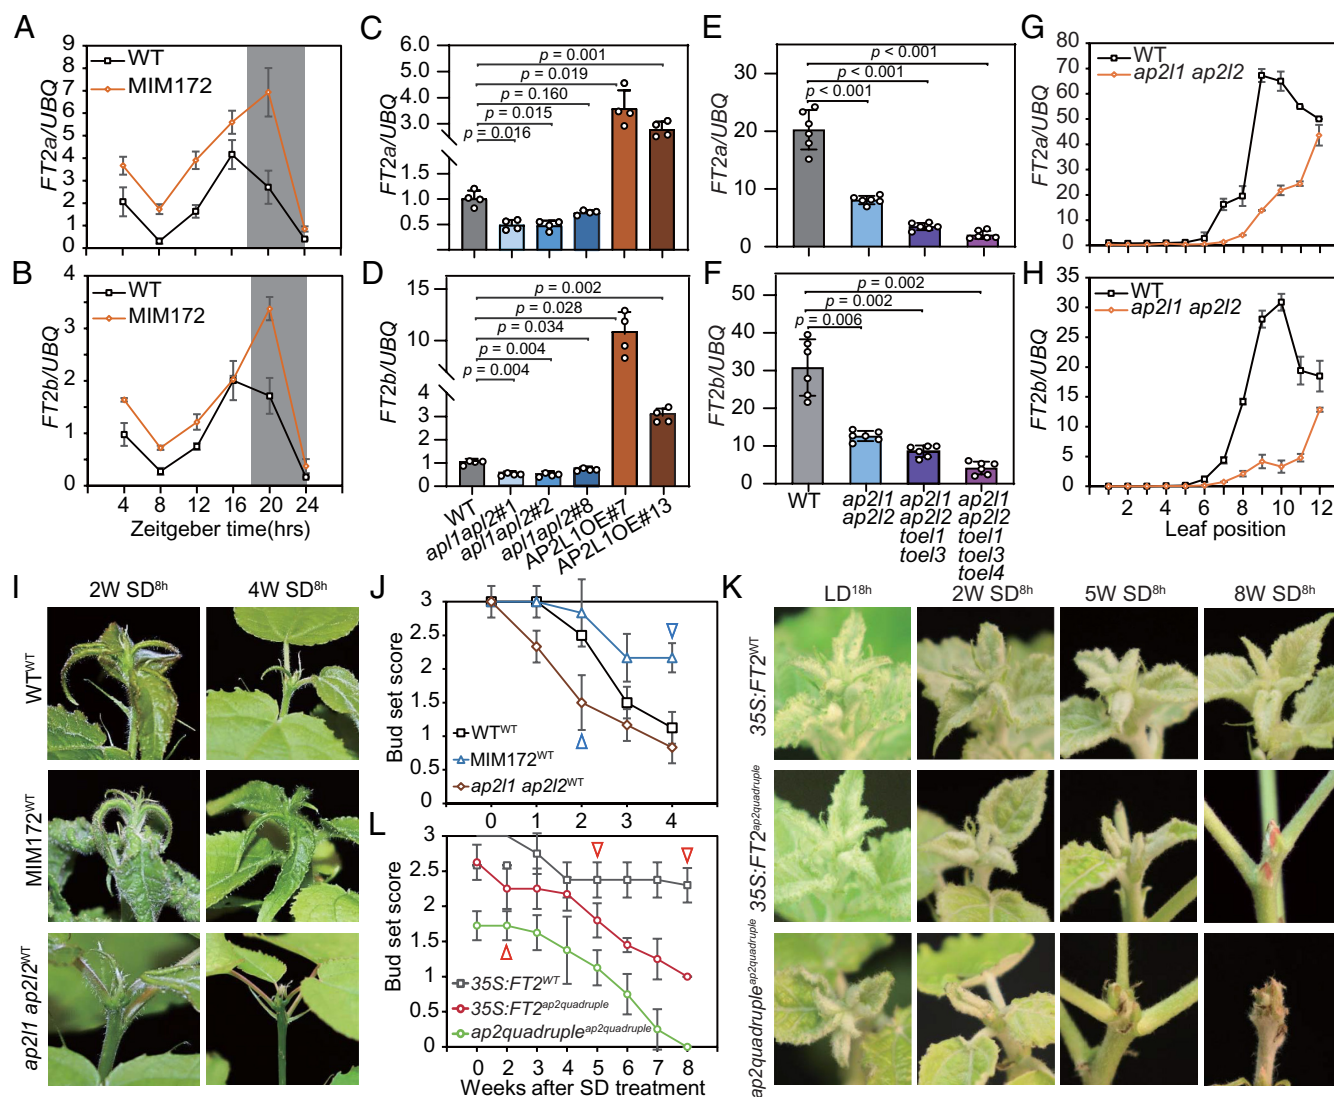 A
FT2a/UBQ
9
8
7
6
5
4
3
2
1
0
WT
MIM172
B
FT2b/UBQ
4
3
2
1
0
WT
MIM172
4 8 12 16 20 24
Zeitgeber time(hrs)
C
FT2a/UBQ
6.0
5.0
4.0
3.0
1.5
1.0
0.5
p = 0.001
p = 0.019
p = 0.160
p = 0.015
p = 0.016
D
FT2b/UBQ
15
10
4
3
2
1
0
p = 0.002
p = 0.028
p = 0.034
p = 0.004
p = 0.004
WT
apl1apl2#1
ap1l1apl2#2
ap1l1apl2#8
AP2L1OE#7
AP2L1OE#13
E
FT2a/UBQ
30
20
10
0
p < 0.001
p < 0.001
p < 0.001
F
FT2b/UBQ
50
40
30
20
10
0
p = 0.002
p = 0.002
p = 0.006
WT
ap2l1
ap2l2
ap2l1
ap2l2
toel1
toel3
ap2l1
ap2l2
toel1
toel3
toel4
G
FT2a/UBQ
80
70
60
50
40
30
20
10
0
WT
ap2l1 ap2l2
H
FT2b/UBQ
35
30
25
20
15
10
5
0
WT
ap2l1 ap2l2
2 4 6 8 10 12
Leaf position
I
2W SD8h
4W SD8h
WTWT
MIM172WT
ap2l1 ap2l2WT
J
Bud set score
3
2.5
2
1.5
1
0.5
0
WTWT
MIM172WT
ap2l1 ap2l2WT
0 1 2 3 4
L
Bud set score
3
2.5
2
1.5
1
0.5
0
35S:FT2WT
35S:FT2ap2quadruple
ap2quadrupleap2quadruple
0 2 3 4 5 6 7 8
Weeks after SD treatment
K
LD18h
2W SD8h
5W SD8h
8W SD8h
35S:FT2WT
35S:FT2ap2quadruple
ap2quadrupleap2quadruple